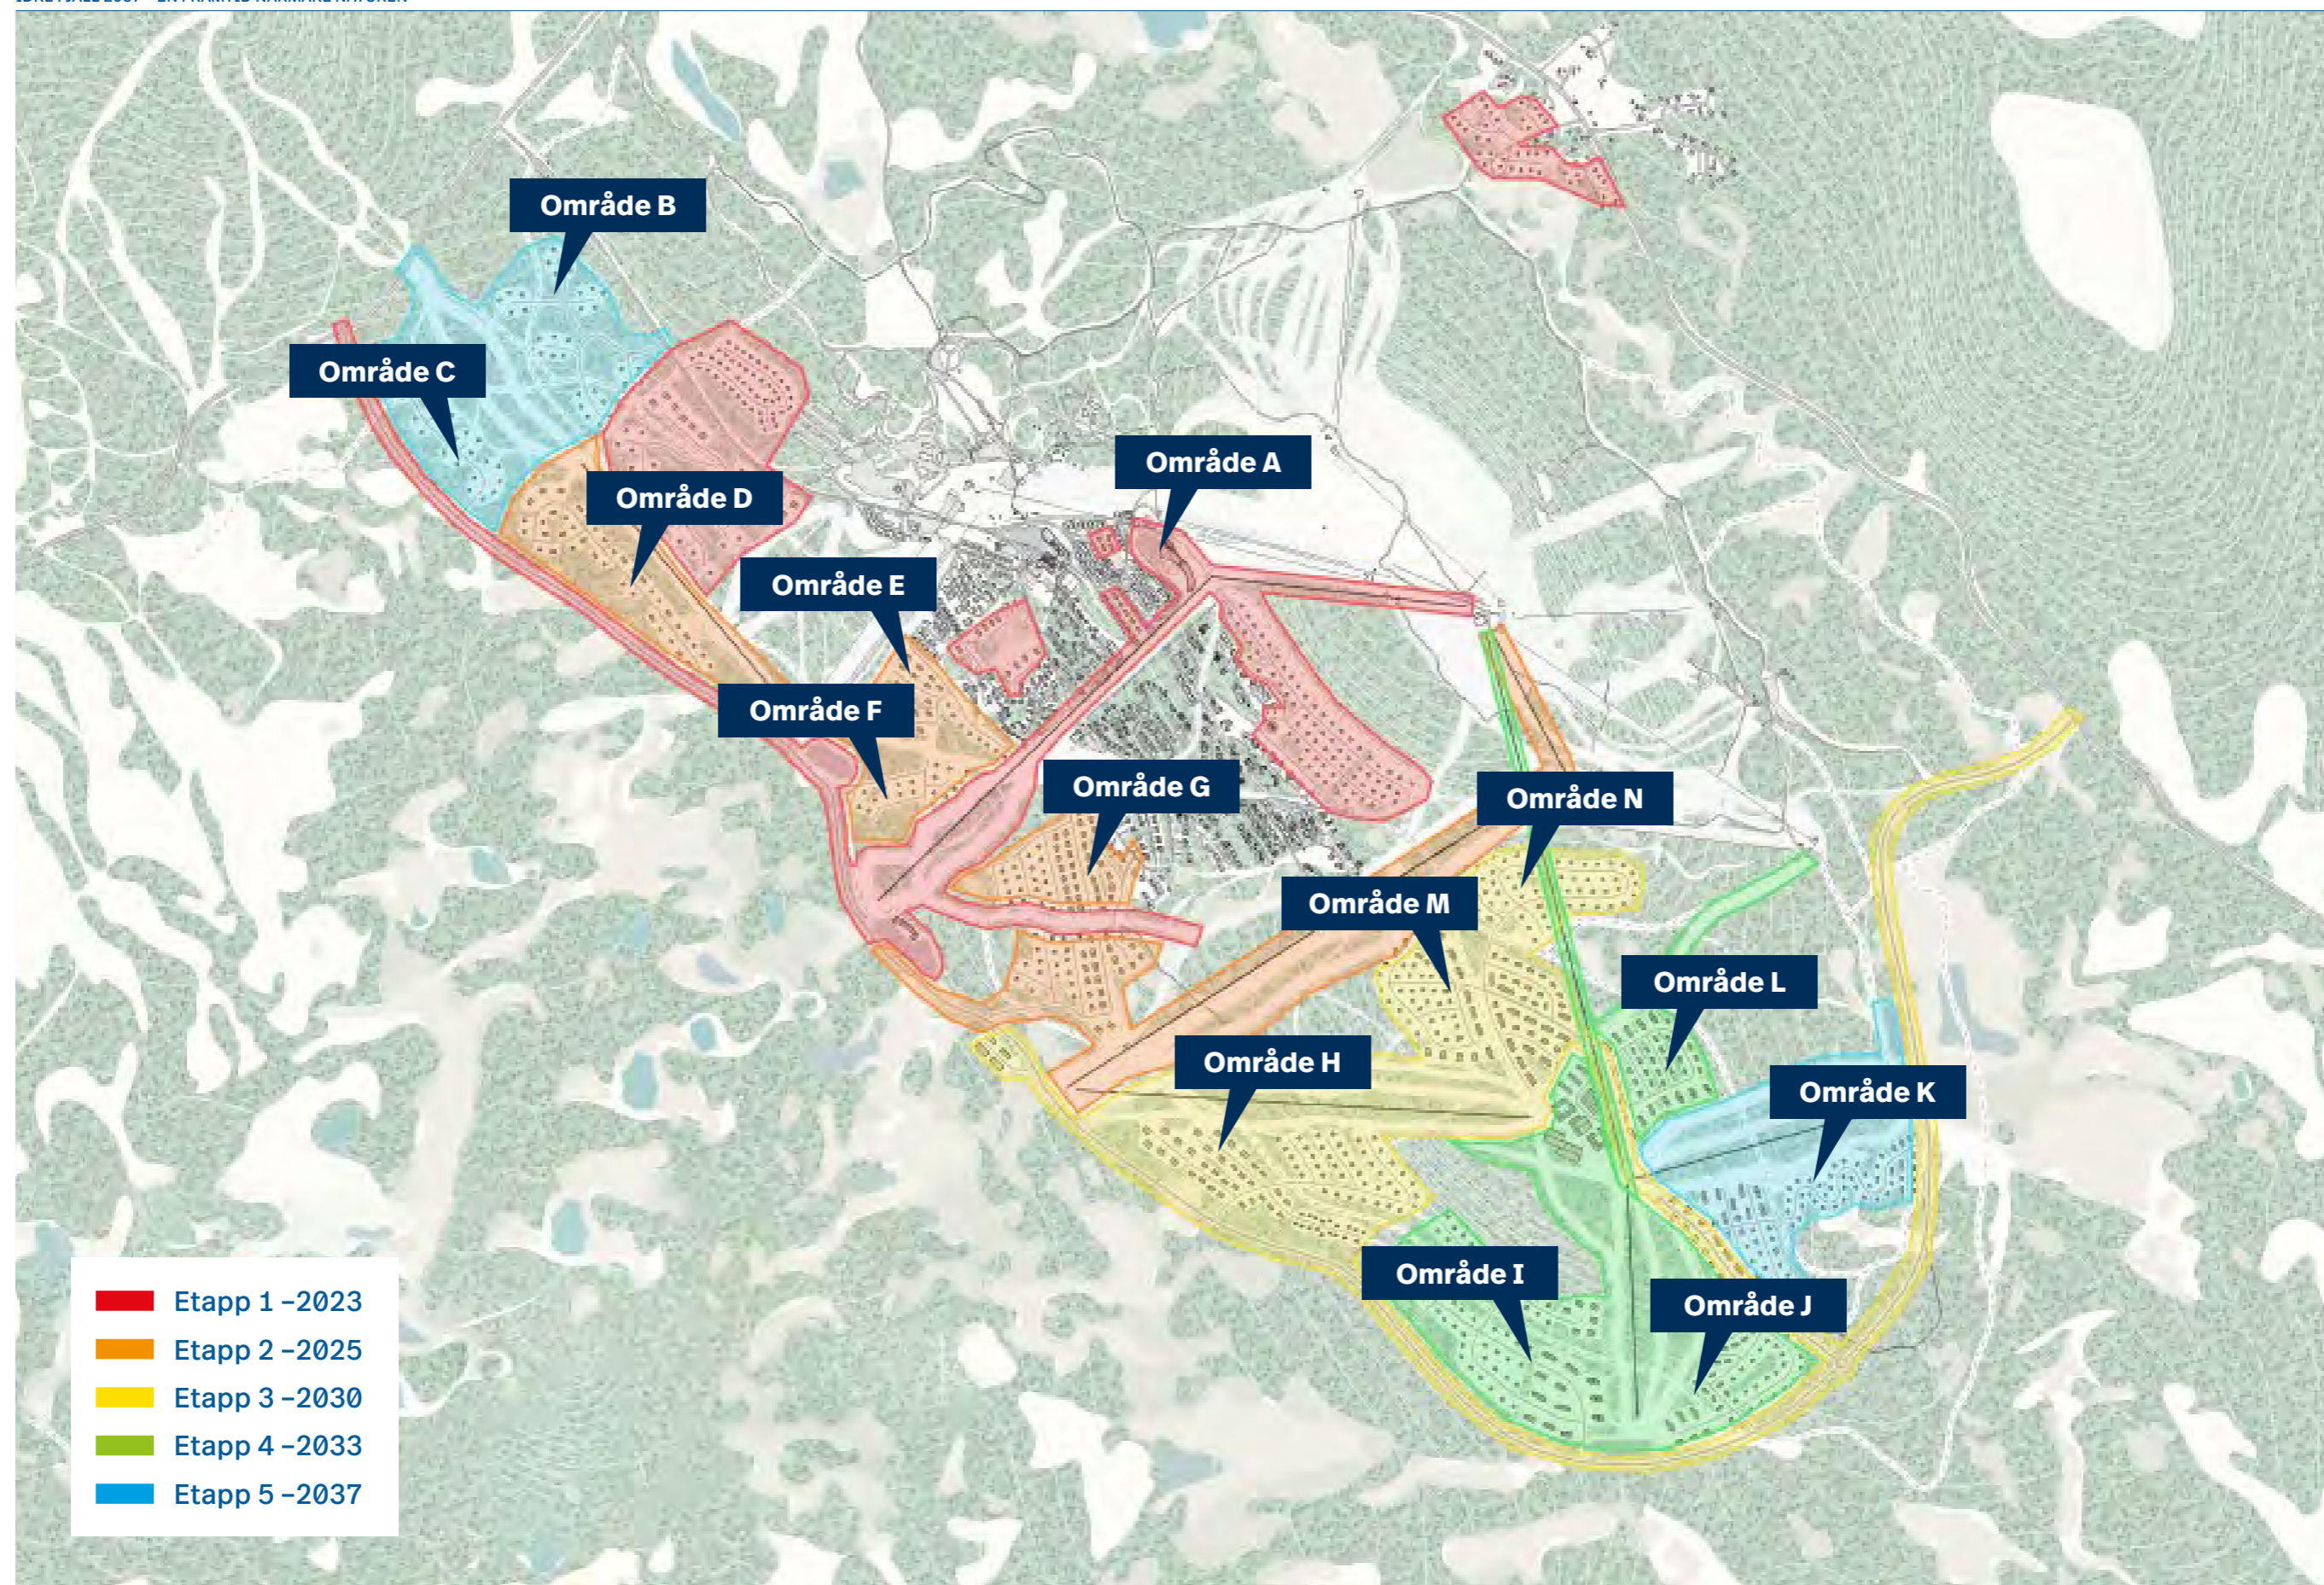 Område B
Område C
Område A
Område D
Område E
Område F
Område G
Område N
Område M
Område L
Område H
Område K
Område I
Område J
Etapp 1 –2023
Etapp 2 –2025
Etapp 3 –2030
Etapp 4 –2033
Etapp 5 –2037